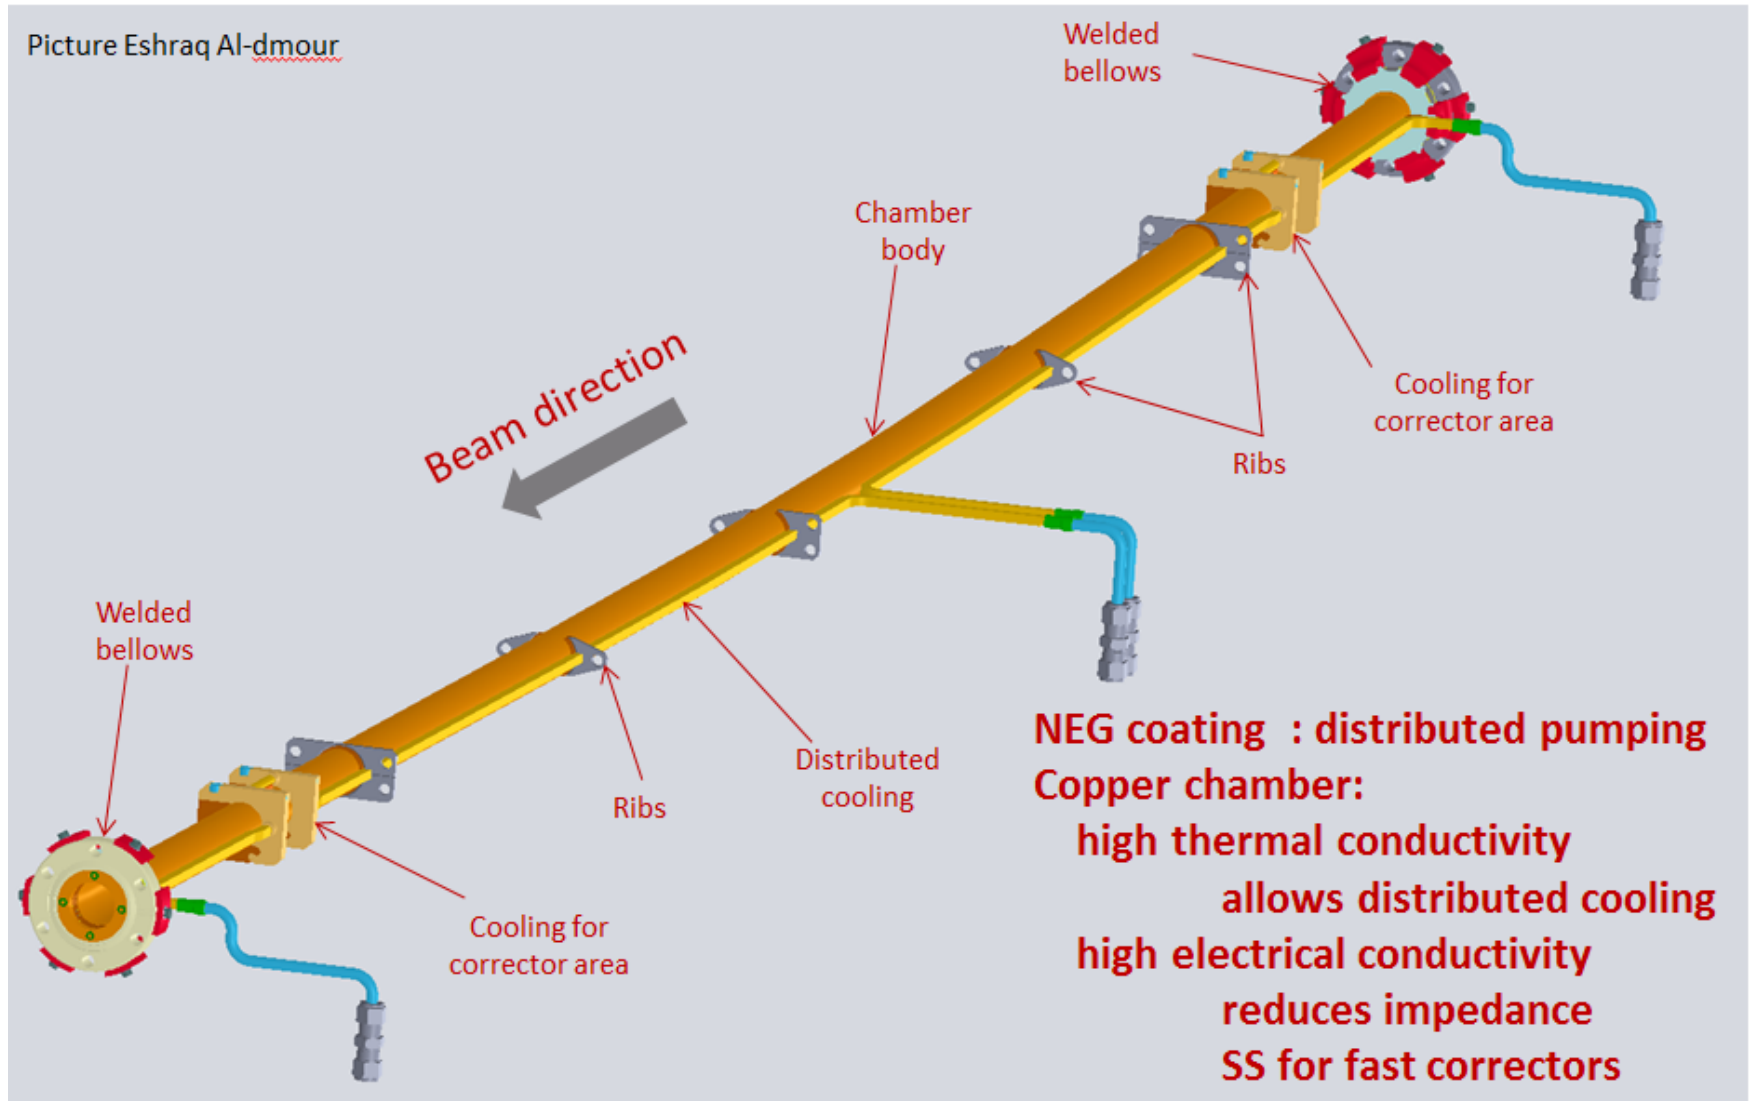 Picture Eshraq Al-dmour
Welded
bellows
Chamber
body
Beam direction
Cooling for
corrector area
Ribs
Welded
bellows
Distributed
cooling
Ribs
Cooling for
corrector area
NEG coating : distributed pumping
Copper chamber:
high thermal conductivity
allows distributed cooling
high electrical conductivity
reduces impedance
SS for fast correctors